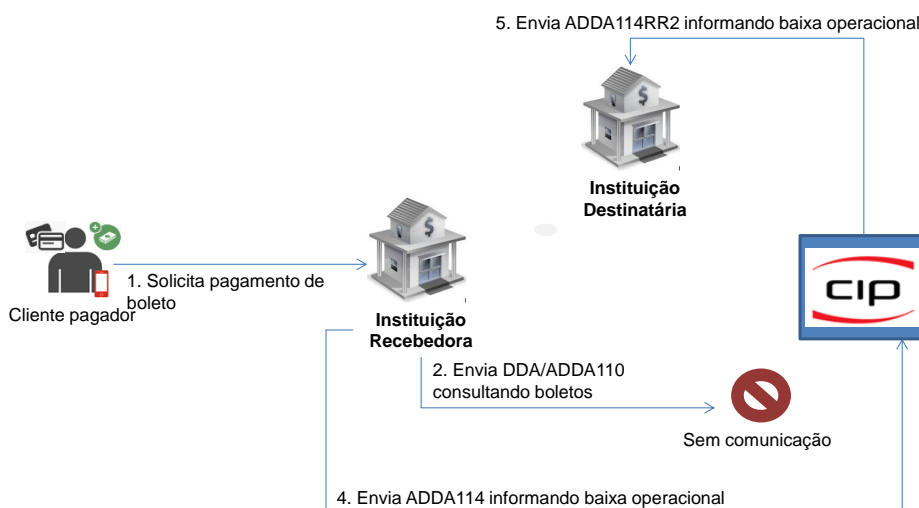 5. Envia ADDA114RR2 informando baixa operacional
Instituição
Destinatária
1. Solicita pagamento de
boleto
Cliente pagador
Instituição
Recebedora
CIP
2. Envia DDA/ADDA110
consultando boletos
Sem comunicação
4. Envia ADDA114 informando baixa operacional